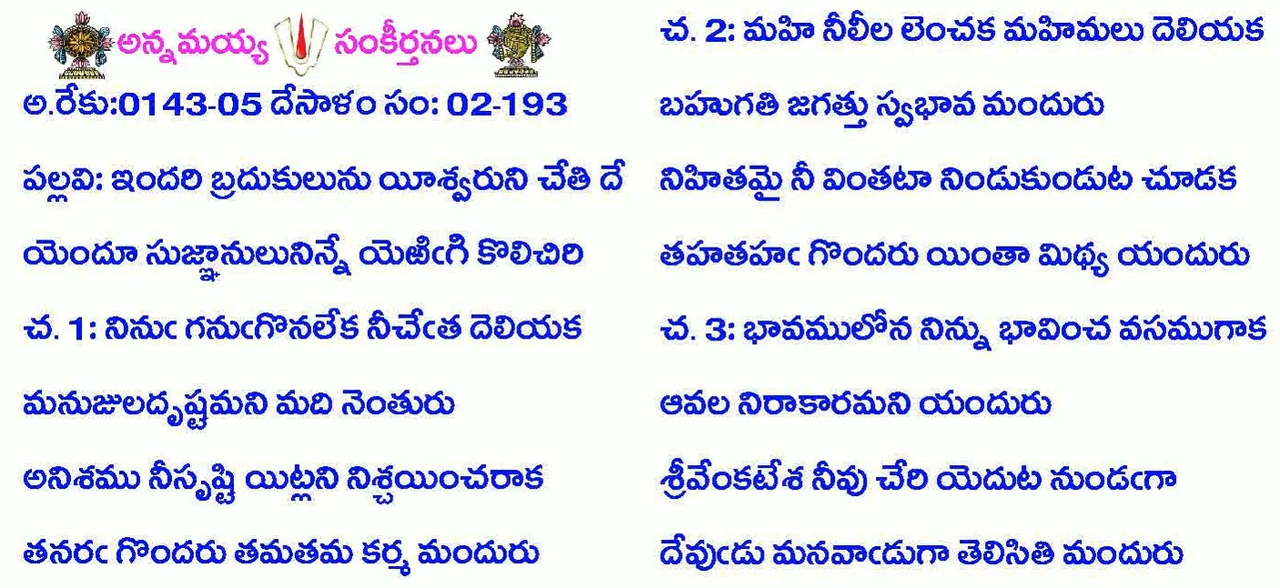 అన్నమయ్య సంకీర్తనలు
అ.రేకు:0143-05 దేసాళం సం: 02-193
పల్లవి: ఇందరి బ్రదుకులును యీశ్వరుని చేతి దే
యెందూ సుజ్ఞానులునిన్నే యెఱిఁగి కొలిచిరి
చ. 1: నినుఁ గనుఁగొనలేక నీచేఁత దెలియక
మనుజులదృష్టమని మది నెంతురు
అనిశము నీసృష్టి యిట్లని నిశ్చయించరాక
తనరఁ గొందరు తమతమ కర్మ మందురు
చ. 2: మహి నీలీల లెంచక మహిమలు దెలియక
బహుగతి జగత్తు స్వభావ మందురు
నిహితమై నీ వింతటా నిండుకుండుట చూడక
తహతహఁ గొందరు యింతా మిథ్య యందురు
చ. 3: భావములోన నిన్ను భావించ వసముగాక
ఆవల నిరాకారమని యందురు
శ్రీవేంకటేశ నీవు చేరి యెదుట నుండఁగా
దేవుఁడు మనవాఁడుగా తెలిసితి మందురు